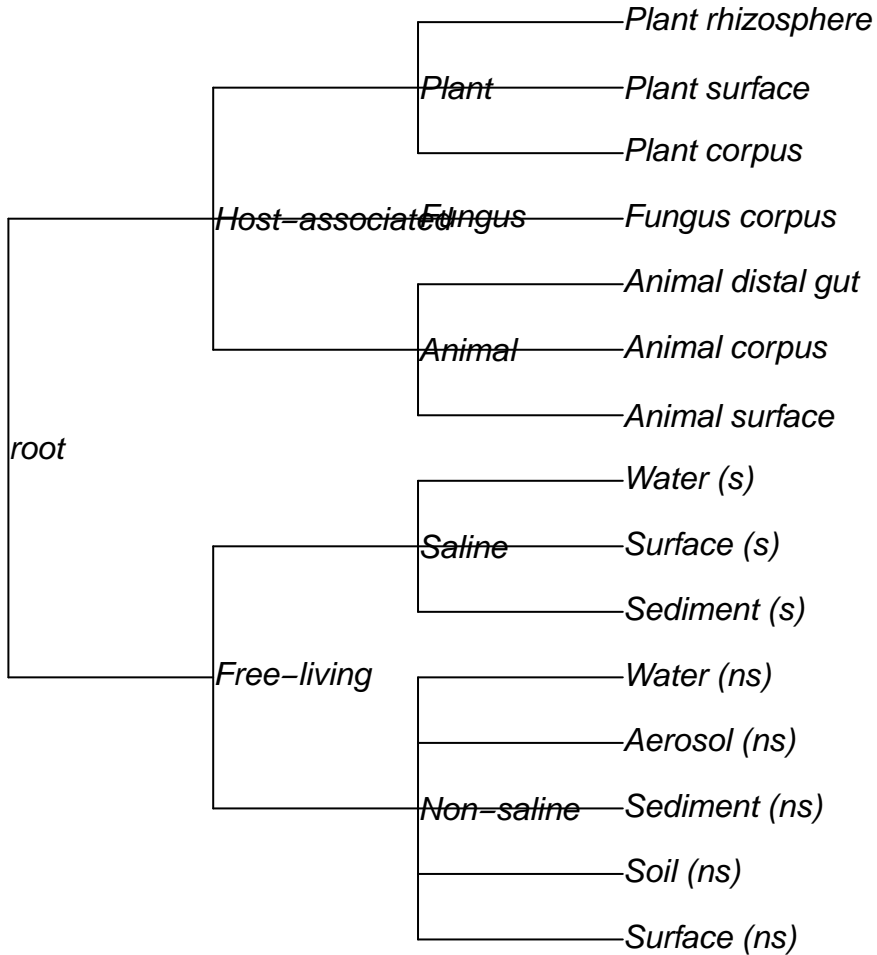 Plant rhizosphere
Plant
Plant surface
Plant corpus
Host−associated
Fungus
Fungus corpus
Animal distal gut
Animal
Animal corpus
Animal surface
root
Water (s)
Saline
Surface (s)
Sediment (s)
Free−living
Water (ns)
Aerosol (ns)
Non−saline
Sediment (ns)
Soil (ns)
Surface (ns)